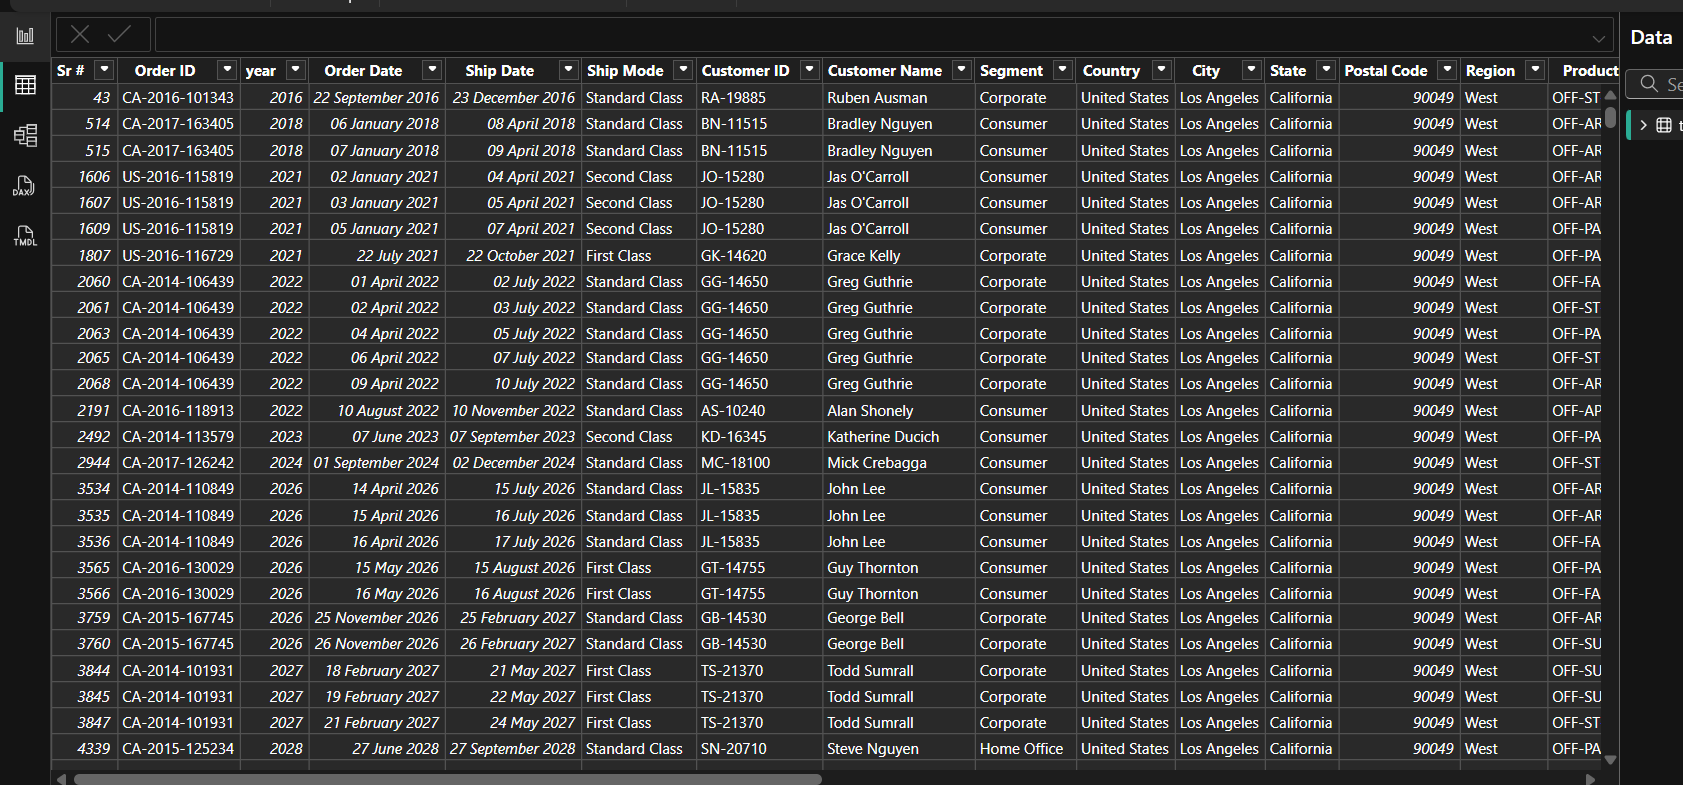 Data
Sr # Order ID year Order Date Ship Date Ship Mode Customer ID Customer Name Segment Country City State Postal Code Region Product
43 CA-2016-101343 2016 22 September 2016 23 December 2016 Standard Class RA-19885 Ruben Ausman Corporate United States Los Angeles California 90049 West OFF-ST
514 CA-2017-163405 2018 06 January 2018 08 April 2018 Standard Class BN-11515 Bradley Nguyen Consumer United States Los Angeles California 90049 West OFF-AR
515 CA-2017-163405 2018 07 January 2018 09 April 2018 Standard Class BN-11515 Bradley Nguyen Consumer United States Los Angeles California 90049 West OFF-AR
1606 US-2016-115819 2021 02 January 2021 04 April 2021 Second Class JO-15280 Jas O'Carroll Consumer United States Los Angeles California 90049 West OFF-AR
1607 US-2016-115819 2021 03 January 2021 05 April 2021 Second Class JO-15280 Jas O'Carroll Consumer United States Los Angeles California 90049 West OFF-AR
1609 US-2016-115819 2021 05 January 2021 07 April 2021 Second Class JO-15280 Jas O'Carroll Consumer United States Los Angeles California 90049 West OFF-PA
1807 US-2016-116729 2021 22 July 2021 22 October 2021 First Class GK-14620 Grace Kelly Corporate United States Los Angeles California 90049 West OFF-PA
2060 CA-2014-106439 2022 01 April 2022 02 July 2022 Standard Class GG-14650 Greg Guthrie Corporate United States Los Angeles California 90049 West OFF-FA
2061 CA-2014-106439 2022 02 April 2022 03 July 2022 Standard Class GG-14650 Greg Guthrie Corporate United States Los Angeles California 90049 West OFF-ST
2063 CA-2014-106439 2022 04 April 2022 05 July 2022 Standard Class GG-14650 Greg Guthrie Corporate United States Los Angeles California 90049 West OFF-PA
2065 CA-2014-106439 2022 06 April 2022 07 July 2022 Standard Class GG-14650 Greg Guthrie Corporate United States Los Angeles California 90049 West OFF-ST
2068 CA-2014-106439 2022 09 April 2022 10 July 2022 Standard Class GG-14650 Greg Guthrie Corporate United States Los Angeles California 90049 West OFF-AR
2191 CA-2016-118913 2022 10 August 2022 10 November 2022 Standard Class AS-10240 Alan Shonely Consumer United States Los Angeles California 90049 West OFF-AP
2492 CA-2014-113579 2023 07 June 2023 07 September 2023 Second Class KD-16345 Katherine Ducich Consumer United States Los Angeles California 90049 West OFF-PA
2944 CA-2017-126242 2024 01 September 2024 02 December 2024 Standard Class MC-18100 Mick Crebagga Consumer United States Los Angeles California 90049 West OFF-ST
3534 CA-2014-110849 2026 14 April 2026 15 July 2026 Standard Class JL-15835 John Lee Consumer United States Los Angeles California 90049 West OFF-AR
3535 CA-2014-110849 2026 15 April 2026 16 July 2026 Standard Class JL-15835 John Lee Consumer United States Los Angeles California 90049 West OFF-AR
3536 CA-2014-110849 2026 16 April 2026 17 July 2026 Standard Class JL-15835 John Lee Consumer United States Los Angeles California 90049 West OFF-FA
3565 CA-2016-130029 2026 15 May 2026 15 August 2026 First Class GT-14755 Guy Thornton Consumer United States Los Angeles California 90049 West OFF-PA
3566 CA-2016-130029 2026 16 May 2026 16 August 2026 First Class GT-14755 Guy Thornton Consumer United States Los Angeles California 90049 West OFF-FA
3759 CA-2015-167745 2026 25 November 2026 25 February 2027 Standard Class GB-14530 George Bell Corporate United States Los Angeles California 90049 West OFF-AR
3760 CA-2015-167745 2026 26 November 2026 26 February 2027 Standard Class GB-14530 George Bell Corporate United States Los Angeles California 90049 West OFF-SU
3844 CA-2014-101931 2027 18 February 2027 21 May 2027 First Class TS-21370 Todd Sumrall Corporate United States Los Angeles California 90049 West OFF-SU
3845 CA-2014-101931 2027 19 February 2027 22 May 2027 First Class TS-21370 Todd Sumrall Corporate United States Los Angeles California 90049 West OFF-SU
3847 CA-2014-101931 2027 21 February 2027 24 May 2027 First Class TS-21370 Todd Sumrall Corporate United States Los Angeles California 90049 West OFF-ST
4339 CA-2015-125234 2028 27 June 2028 27 September 2028 Standard Class SN-20710 Steve Nguyen Home Office United States Los Angeles California 90049 West OFF-PA
Se
t
DAX
TMDL